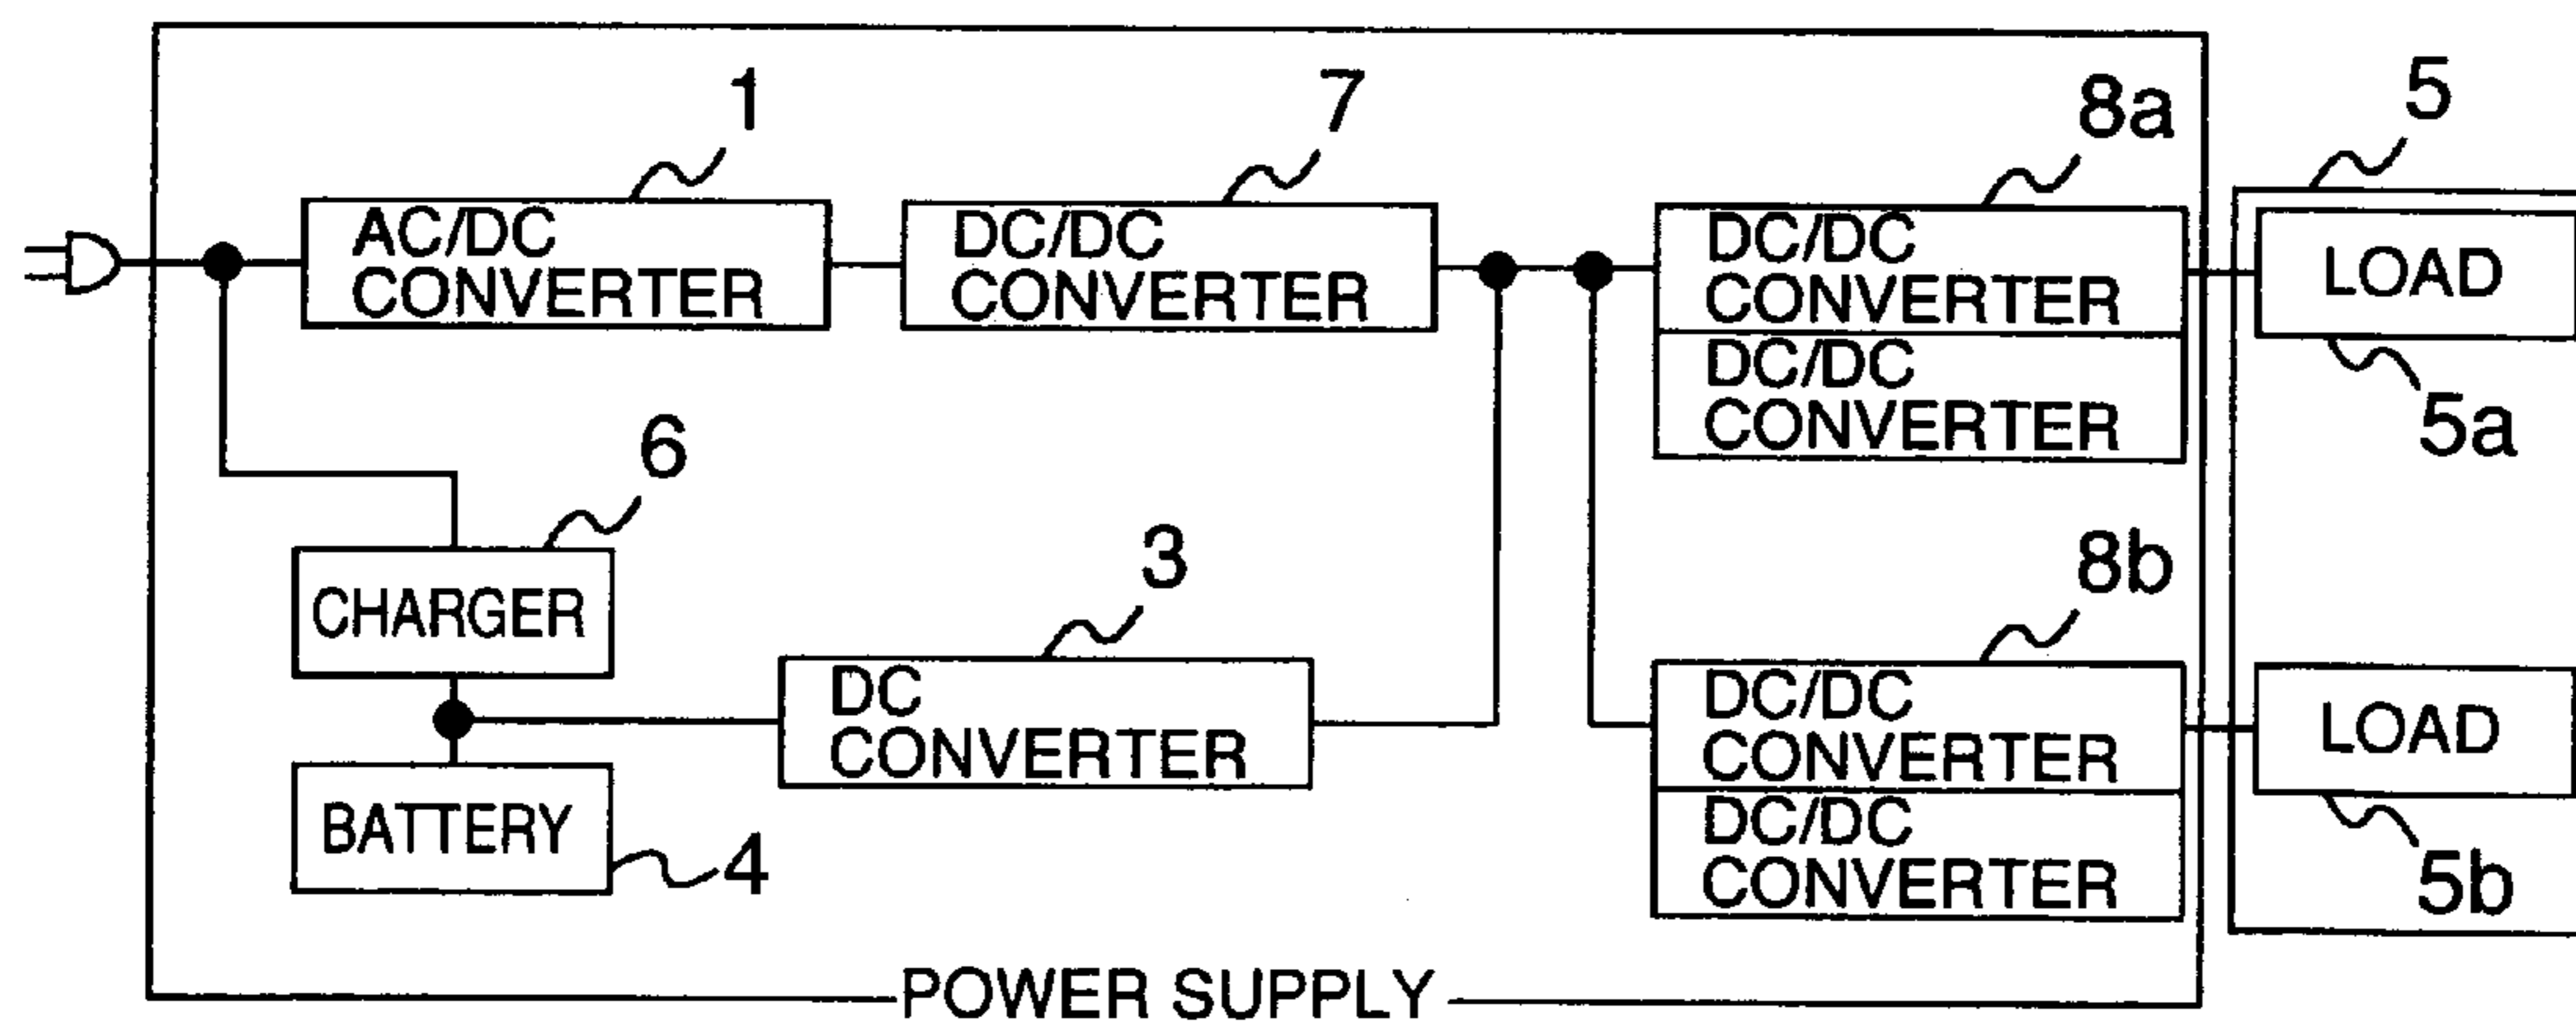 1
7
8a
5
AC/DC
CONVERTER
DC/DC
CONVERTER
DC/DC
CONVERTER
DC/DC
CONVERTER
LOAD
5a
6
CHARGER
3
DC
CONVERTER
8b
DC/DC
CONVERTER
DC/DC
CONVERTER
LOAD
5b
BATTERY
4
POWER SUPPLY